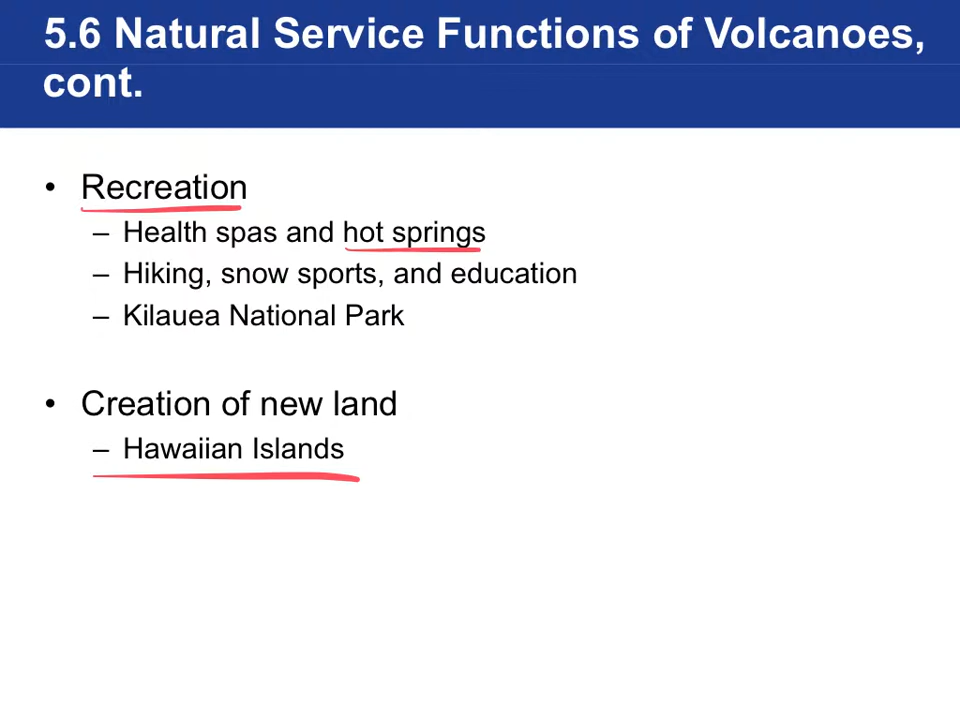 5.6 Natural Service Functions of Volcanoes,
cont.
• Recreation
– Health spas and hot springs
– Hiking, snow sports, and education
– Kilauea National Park
• Creation of new land
– Hawaiian Islands